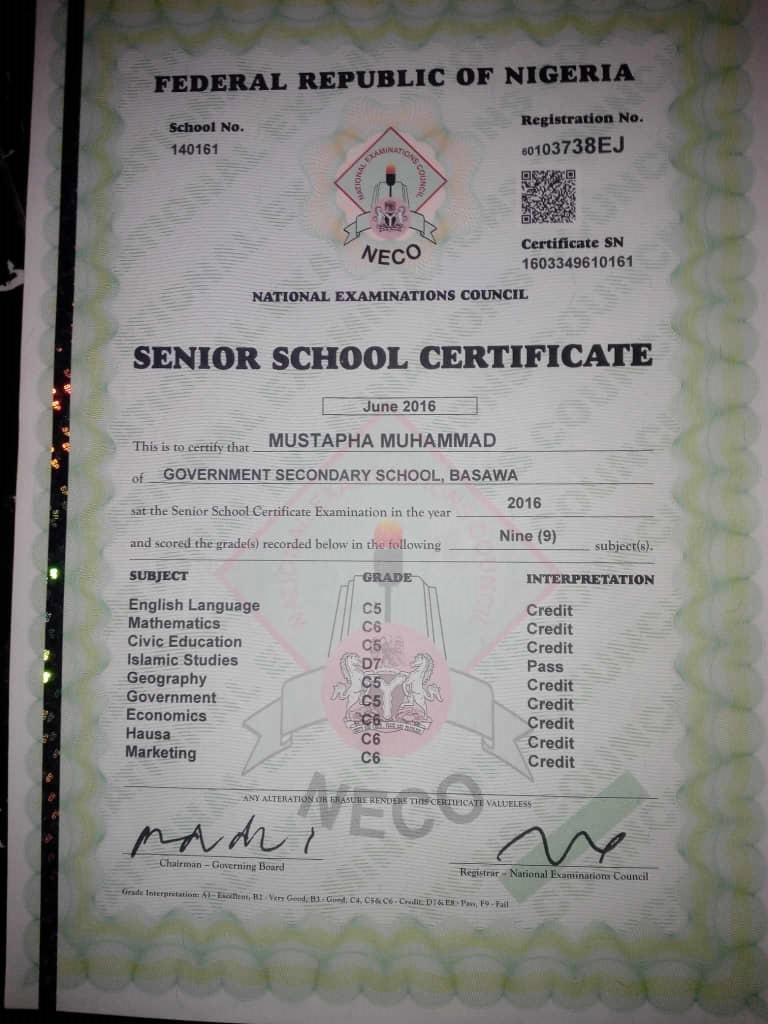 FEDERAL REPUBLIC OF NIGERIA
School No.
140161
Registration No.
60103738EJ
NATIONAL EXAMINATIONS COUNCIL
NECO
Certificate SN
1603349610161
NATIONAL EXAMINATIONS COUNCIL
SENIOR SCHOOL CERTIFICATE
June 2016
This is to certify that MUSTAPHA MUHAMMAD
of GOVERNMENT SECONDARY SCHOOL, BASAWA
sat the Senior School Certificate Examination in the year 2016
and scored the grade(s) recorded below in the following Nine (9) subject(s).
SUBJECT GRADE INTERPRETATION
English Language C5 Credit
Mathematics C6 Credit
Civic Education C5 Credit
Islamic Studies D7 Pass
Geography C5 Credit
Government C5 Credit
Economics C6 Credit
Hausa C6 Credit
Marketing C6 Credit
NECO
ANY ALTERATION OR ERASURE RENDERS THIS CERTIFICATE VALUELESS
Chairman – Governing Board
Registrar – National Examinations Council
Grade Interpretation: A1 - Excellent, B2 - Very Good, B3 - Good, C4, C5 & C6 - Credit, D7 & E8 - Pass, F9 - Fail